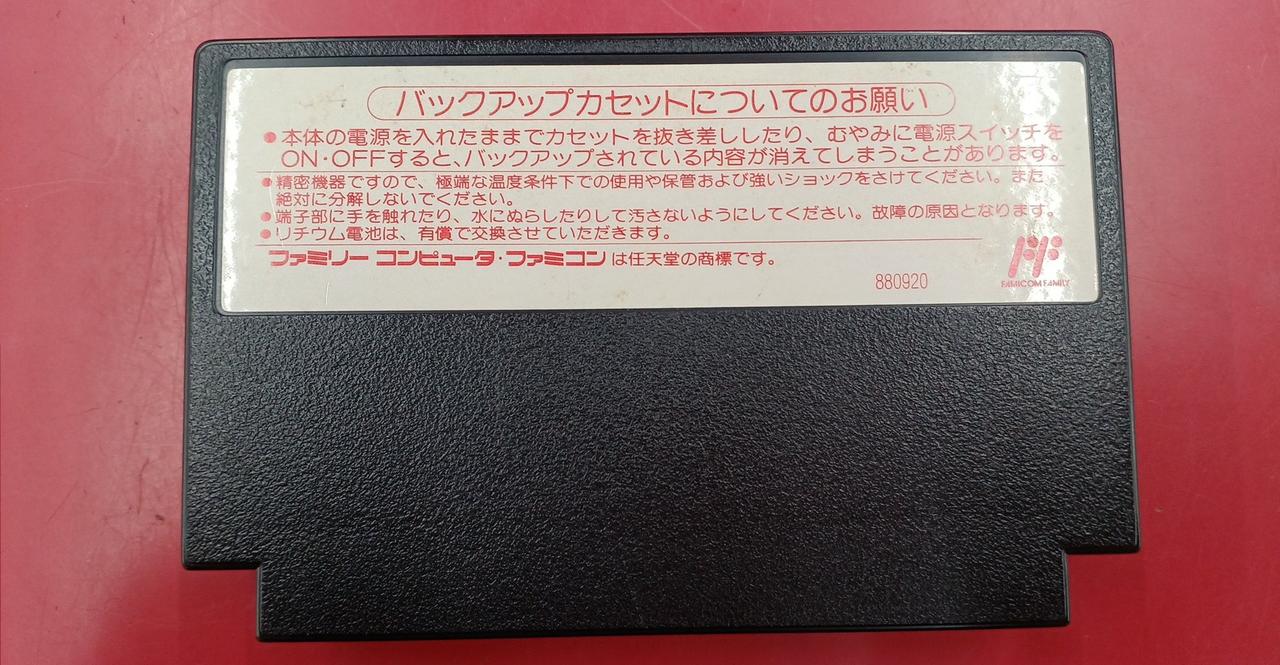 バックアップカセットについてのお願い
●本体の電源を入れたままでカセットを抜き差ししたり、むやみに電源スイッチを
ON・OFFすると、バックアップされている内容が消えてしまうことがあります。
●精密機器ですので、極端な温度条件下での使用や保管および強いショックをさけてください。また、
絶対に分解しないでください。
●端子部に手を触れたり、水にぬらしたりして汚さないようにしてください。故障の原因となります。
●リチウム電池は、有償で交換させていただきます。
ファミリー コンピュータ・ファミコンは任天堂の商標です。
880920
FF
FAMICOM FAMILY